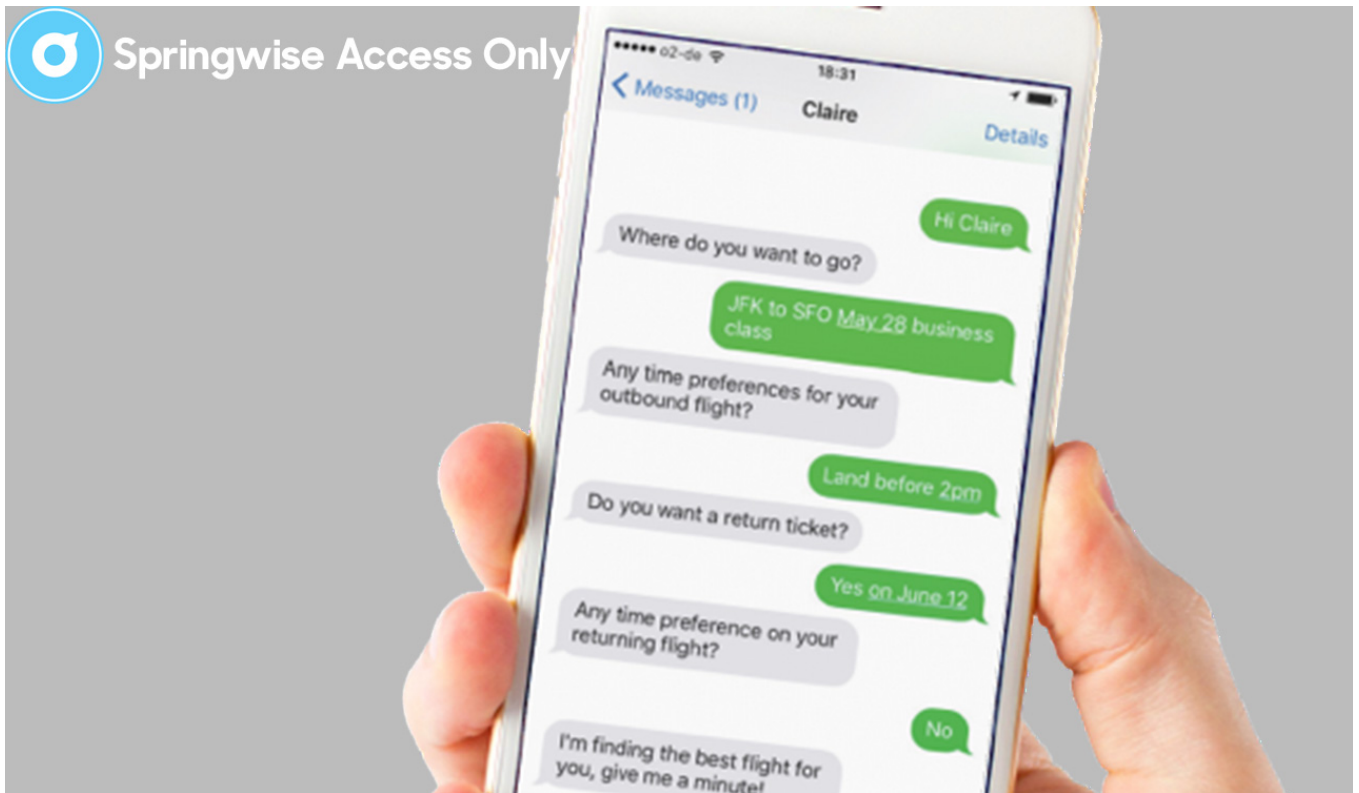 Springwise Access Only
o2-de
18:31
Messages (1)
Claire
Details
Hi Claire
Where do you want to go?
JFK to SFO May 28 business
class
Any time preferences for your
outbound flight?
Land before 2pm
Do you want a return ticket?
Yes on June 12
Any time preference on your
returning flight?
No
I'm finding the best flight for
you, give me a minute!